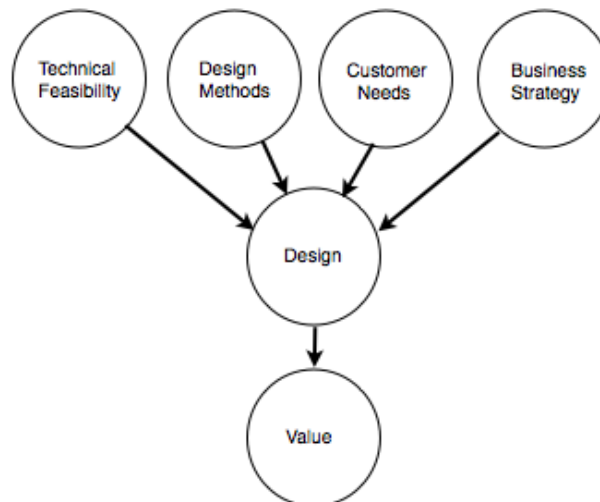 Technical
Feasibility
Design
Methods
Customer
Needs
Business
Strategy
Design
Value